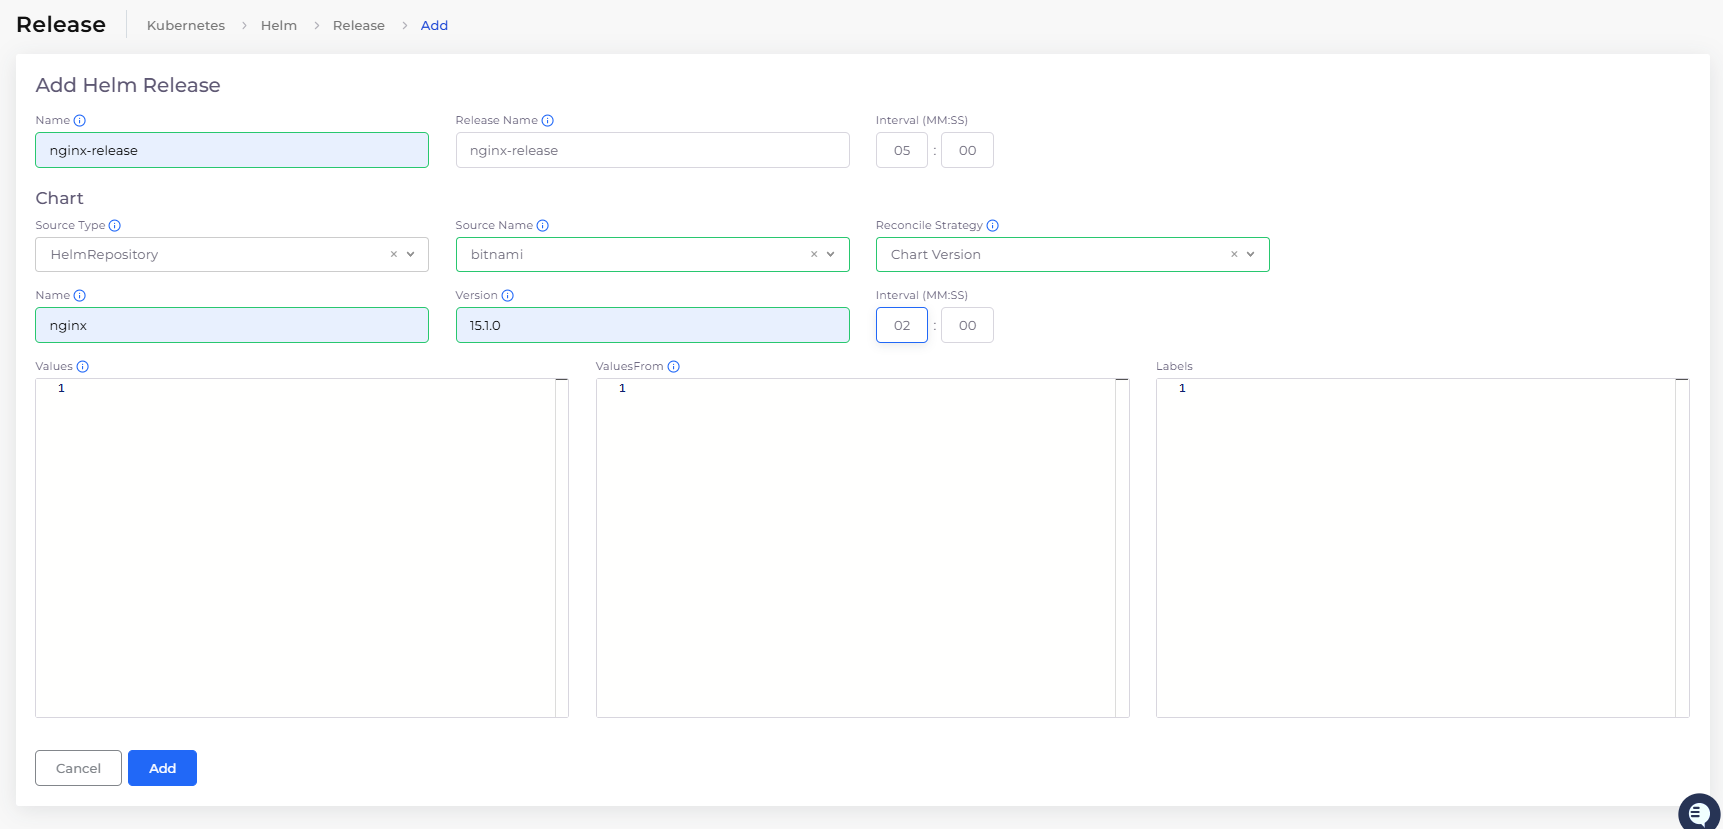 Release
Kubernetes > Helm > Release > Add
Add Helm Release
Name
Release Name
Interval (MM:SS)
nginx-release
nginx-release
05 : 00
Chart
Source Type
Source Name
Reconcile Strategy
HelmRepository ×
bitnami ×
Chart Version ×
Name
Version
Interval (MM:SS)
nginx
15.1.0
02 : 00
Values
ValuesFrom
Labels
1
1
1
Cancel
Add